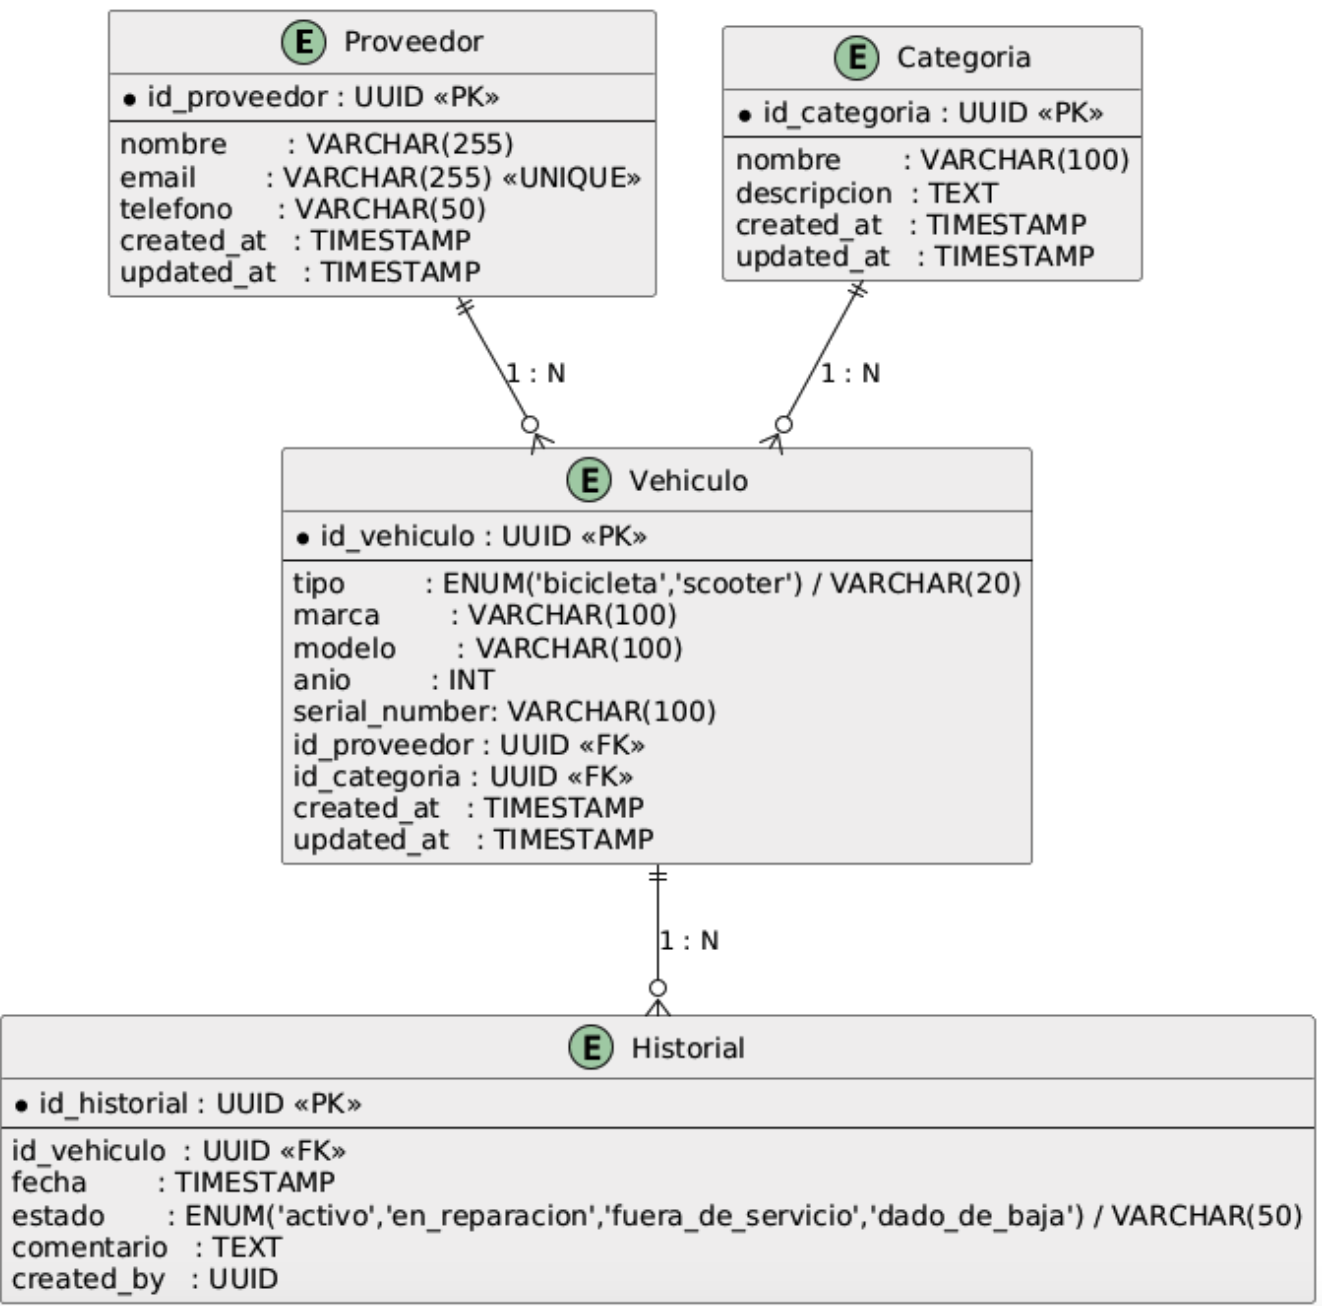 E Proveedor
id_proveedor : UUID «PK»
nombre : VARCHAR(255)
email : VARCHAR(255) «UNIQUE»
telefono : VARCHAR(50)
created_at : TIMESTAMP
updated_at : TIMESTAMP
E Categoria
id_categoria : UUID «PK»
nombre : VARCHAR(100)
descripcion : TEXT
created_at : TIMESTAMP
updated_at : TIMESTAMP
1 : N
1 : N
E Vehiculo
id_vehiculo : UUID «PK»
tipo : ENUM('bicicleta','scooter') / VARCHAR(20)
marca : VARCHAR(100)
modelo : VARCHAR(100)
anio : INT
serial_number: VARCHAR(100)
id_proveedor : UUID «FK»
id_categoria : UUID «FK»
created_at : TIMESTAMP
updated_at : TIMESTAMP
1 : N
E Historial
id_historial : UUID «PK»
id_vehiculo : UUID «FK»
fecha : TIMESTAMP
estado : ENUM('activo','en_reparacion','fuera_de_servicio','dado_de_baja') / VARCHAR(50)
comentario : TEXT
created_by : UUID